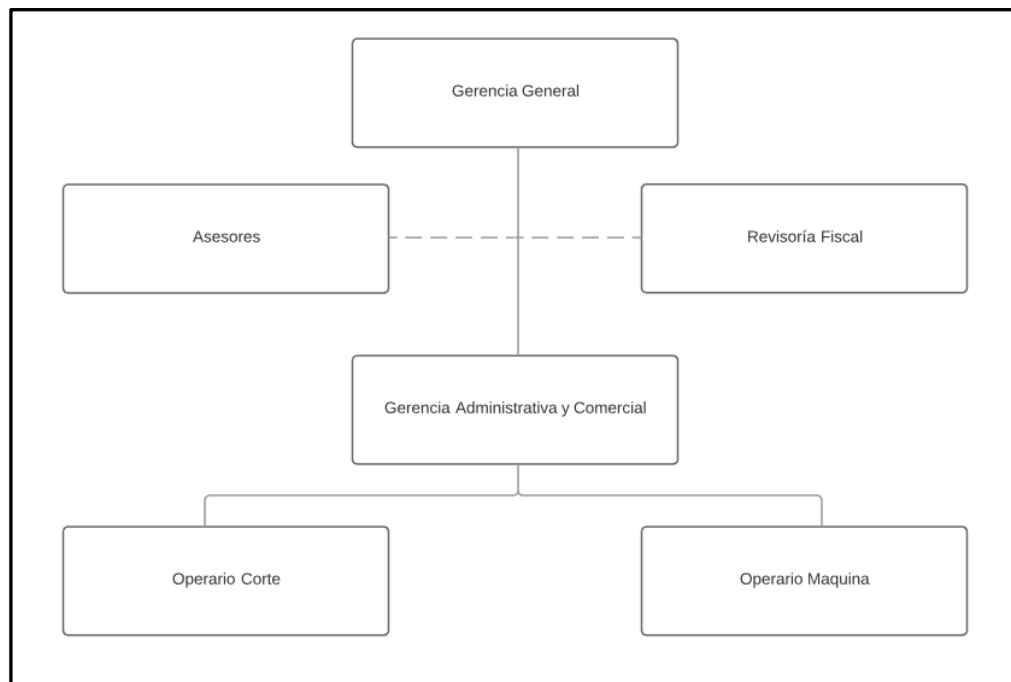 Gerencia General
Asesores
Revisoría Fiscal
Gerencia Administrativa y Comercial
Operario Corte
Operario Maquina